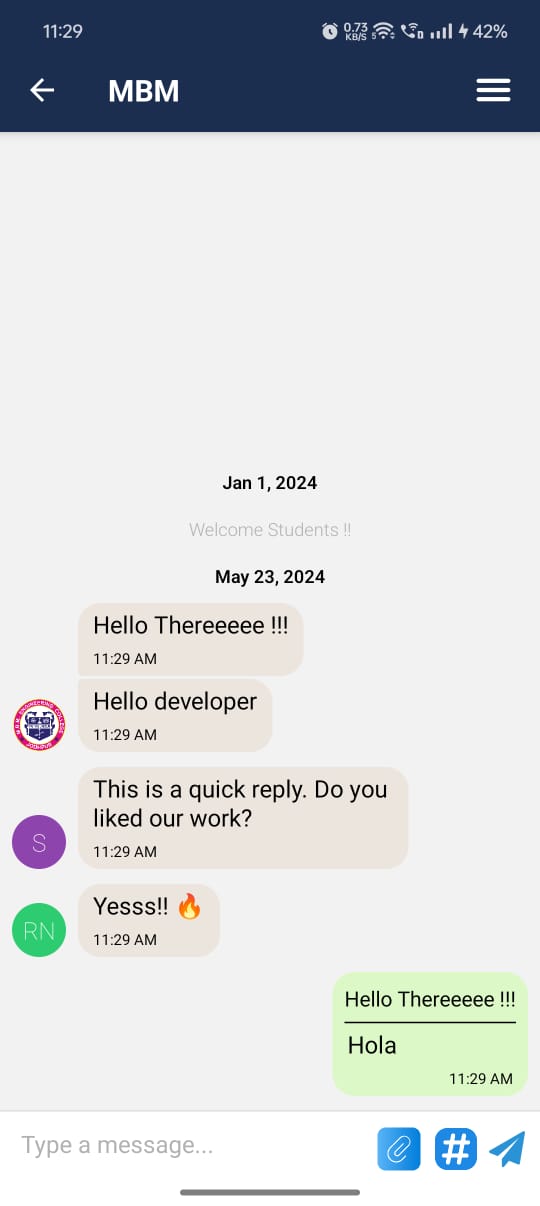 11:29
0.73
KB/S
42%
MBM
Jan 1, 2024
Welcome Students !!
May 23, 2024
Hello Thereeeee !!!
11:29 AM
Hello developer
11:29 AM
This is a quick reply. Do you
liked our work?
11:29 AM
S
Yesss!! 🔥
11:29 AM
RN
Hello Thereeeee !!!
Hola
11:29 AM
Type a message...
#